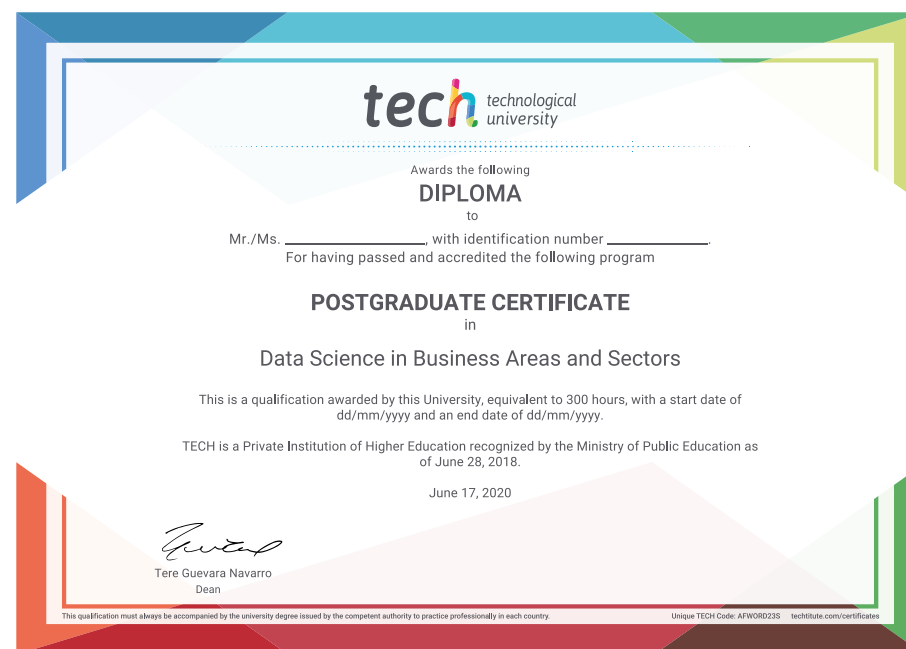 tech technological
university
Awards the following
DIPLOMA
to
Mr./Ms. ________________, with identification number ____________.
For having passed and accredited the following program
POSTGRADUATE CERTIFICATE
in
Data Science in Business Areas and Sectors
This is a qualification awarded by this University, equivalent to 300 hours, with a start date of
dd/mm/yyyy and an end date of dd/mm/yyyy.
TECH is a Private Institution of Higher Education recognized by the Ministry of Public Education as
of June 28, 2018.
June 17, 2020
Tere Guevara Navarro
Dean
This qualification must always be accompanied by the university degree issued by the competent authority to practice professionally in each country.
Unique TECH Code: AFWORD23S techtitute.com/certificates